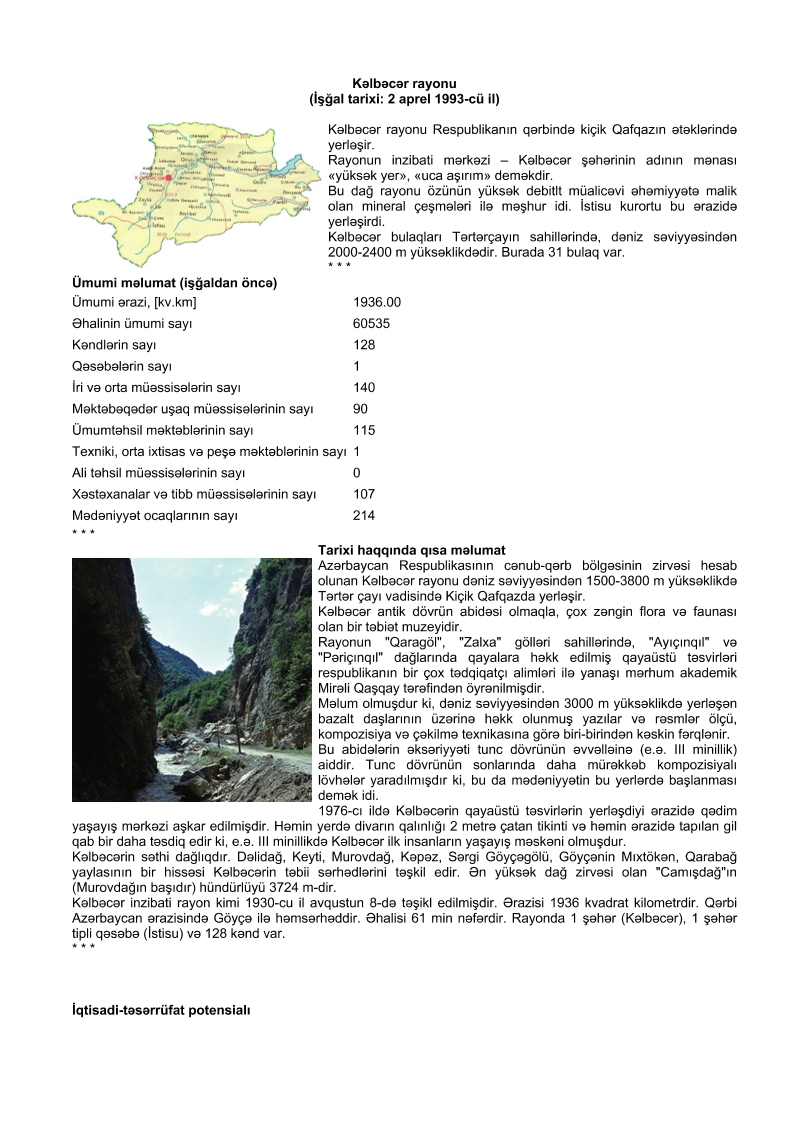 Kəlbəcər rayonu
(İşğal tarixi: 2 aprel 1993-cü il)
Kəlbəcər rayonu Respublikanın qərbində kiçik Qafqazın ətəklərində
yerləşir.
Rayonun inzibati mərkəzi – Kəlbəcər şəhərinin adının mənası
«yüksək yer», «uca aşırım» deməkdir.
Bu dağ rayonu özünün yüksək debitlt müalicəvi əhəmiyyətə malik
olan mineral çeşmələri ilə məşhur idi. İstisu kurortu bu ərazidə
yerləşirdi.
Kəlbəcər bulaqları Tərtərçayın sahillərində, dəniz səviyyəsindən
2000-2400 m yüksəklikdədir. Burada 31 bulaq var.
* * *
Ümumi məlumat (işğaldan öncə)
Ümumi ərazi, [kv.km] 1936.00
Əhalinin ümumi sayı 60535
Kəndlərin sayı 128
Qəsəbələrin sayı 1
İri və orta müəssisələrin sayı 140
Məktəbəqədər uşaq müəssisələrinin sayı 90
Ümumtəhsil məktəblərinin sayı 115
Texniki, orta ixtisas və peşə məktəblərinin sayı 1
Ali təhsil müəssisələrinin sayı 0
Xəstəxanalar və tibb müəssisələrinin sayı 107
Mədəniyyət ocaqlarının sayı 214
* * *
Tarixi haqqında qısa məlumat
Azərbaycan Respublikasının cənub-qərb bölgəsinin zirvəsi hesab
olunan Kəlbəcər rayonu dəniz səviyyəsindən 1500-3800 m yüksəklikdə
Tərtər çayı vadisində Kiçik Qafqazda yerləşir.
Kəlbəcər antik dövrün abidəsi olmaqla, çox zəngin flora və faunası
olan bir təbiət muzeyidir.
Rayonun "Qaragöl", "Zalxa" gölləri sahillərində, "Ayıçınqıl" və
"Pəriçınqıl" dağlarında qayalara həkk edilmiş qayaüstü təsvirləri
respublikanın bir çox tədqiqatçı alimləri ilə yanaşı mərhum akademik
Mirəli Qaşqay tərəfindən öyrənilmişdir.
Məlum olmuşdur ki, dəniz səviyyəsindən 3000 m yüksəklikdə yerləşən
bazalt daşlarının üzərinə həkk olunmuş yazılar və rəsmlər ölçü,
kompozisiya və çəkilmə texnikasına görə biri-birindən kəskin fərqlənir.
Bu abidələrin əksəriyyəti tunc dövrünün əvvəlləinə (e.ə. III minillik)
aiddir. Tunc dövrünün sonlarında daha mürəkkəb kompozisiyalı
lövhələr yaradılmışdır ki, bu da mədəniyyətin bu yerlərdə başlanması
demək idi.
1976-cı ildə Kəlbəcərin qayaüstü təsvirlərin yerləşdiyi ərazidə qədim
yaşayış mərkəzi aşkar edilmişdir. Həmin yerdə divarın qalınlığı 2 metrə çatan tikinti və həmin ərazidə tapılan gil
qab bir daha təsdiq edir ki, e.ə. III minillikdə Kəlbəcər ilk insanların yaşayış məskəni olmuşdur.
Kəlbəcərin səthi dağlıqdır. Dəlidağ, Keyti, Murovdağ, Kəpəz, Sərgi Göyçəgölü, Göyçənin Mıxtökən, Qarabağ
yaylasının bir hissəsi Kəlbəcərin təbii sərhədlərini təşkil edir. Ən yüksək dağ zirvəsi olan "Camışdağ"ın
(Murovdağın başıdır) hündürlüyü 3724 m-dir.
Kəlbəcər inzibati rayon kimi 1930-cu il avqustun 8-də təşkil edilmişdir. Ərazisi 1936 kvadrat kilometrdir. Qərbi
Azərbaycan ərazisində Göyçə ilə həmsərhəddir. Əhalisi 61 min nəfərdir. Rayonda 1 şəhər (Kəlbəcər), 1 şəhər
tipli qəsəbə (İstisu) və 128 kənd var.
* * *
İqtisadi-təsərrüfat potensialı